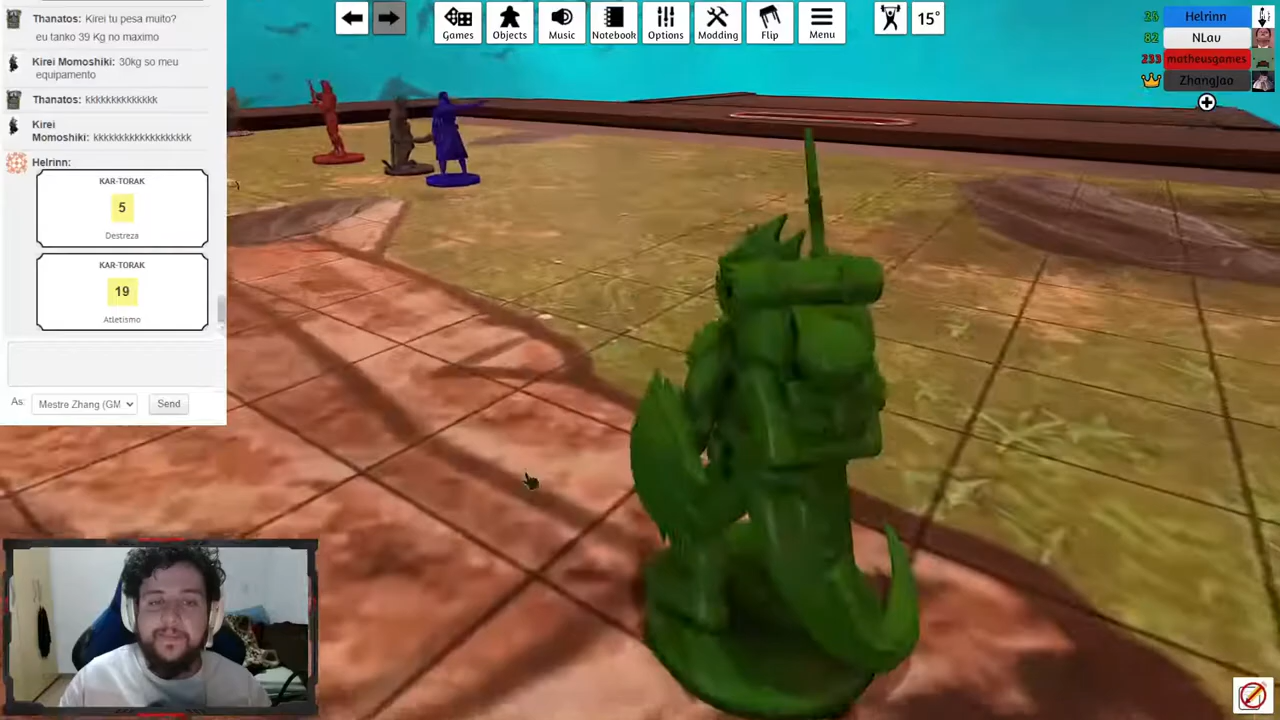 Thanatos: Kirei tu pesa muito?
eu tanko 39 Kg no maximo
Kirei Momoshiki: 30kg so meu
equipamento
Thanatos: kkkkkkkkkkkkk
Kirei
Momoshiki: kkkkkkkkkkkkkkkkkkk
Helrinn:
KAR-TORAK
5
Destreza
KAR-TORAK
19
Atletismo
As:
Mestre Zhang (GM
Send
Games
Objects
Music
Notebook
Options
Modding
Flip
Menu
15°
25 Helrinn
82 NLau
233 matheusgames
ZhangJao